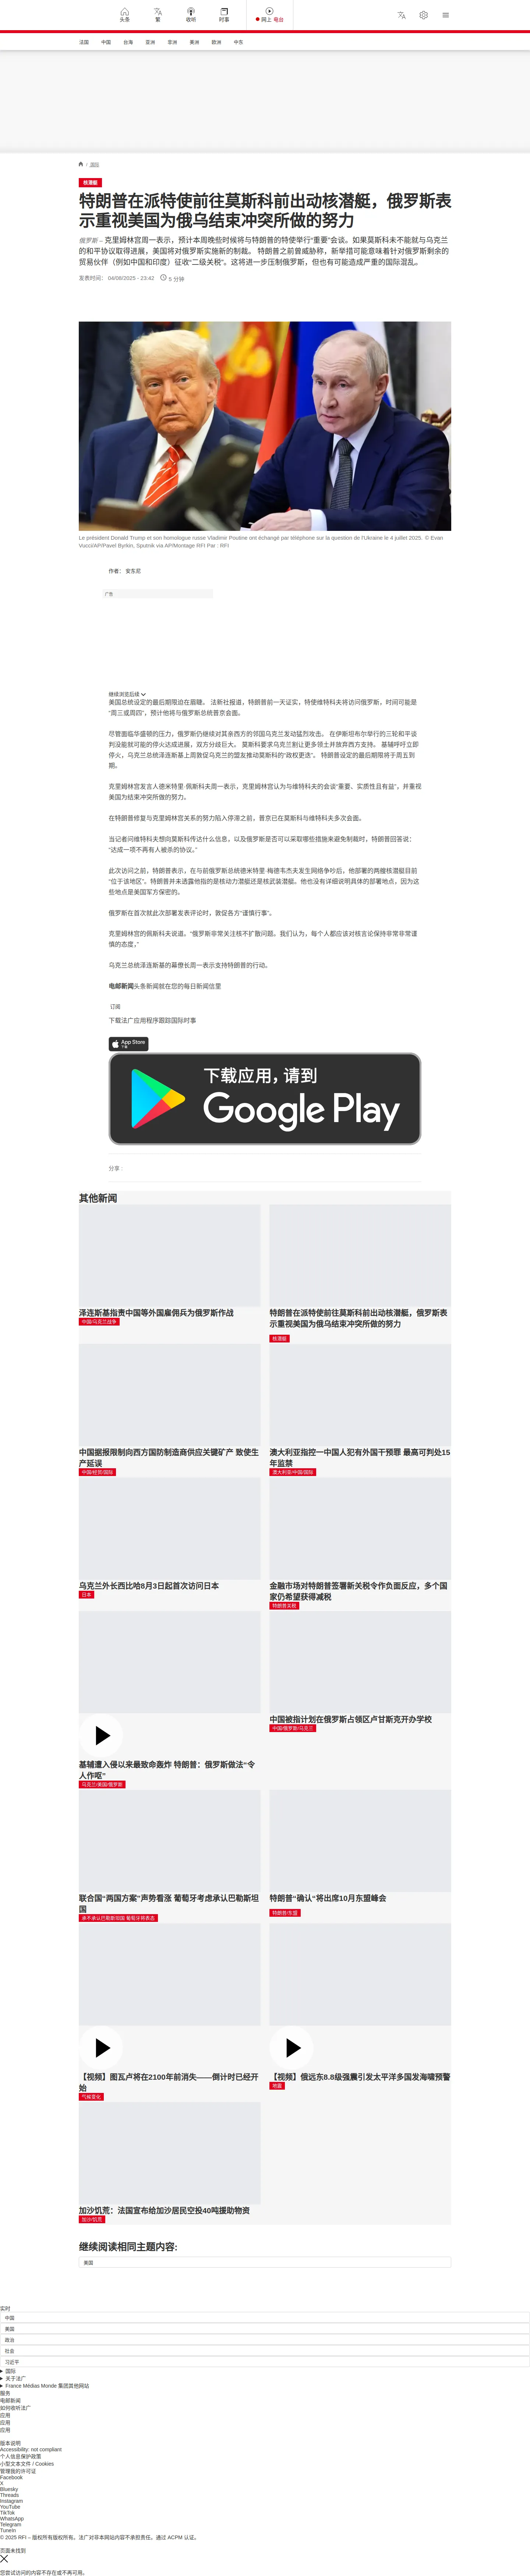 头条
繁
收听
时事
网上 电台
法国
中国
台海
亚洲
非洲
美洲
欧洲
中东
/ 国际
核潜艇
特朗普在派特使前往莫斯科前出动核潜艇，俄罗斯表
示重视美国为俄乌结束冲突所做的努力
俄罗斯 – 克里姆林宫周一表示，预计本周晚些时候将与特朗普的特使举行“重要”会谈。如果莫斯科未不能就与乌克兰
的和平协议取得进展，美国将对俄罗斯实施新的制裁。 特朗普之前曾威胁称，新举措可能意味着针对俄罗斯剩余的
贸易伙伴（例如中国和印度）征收“二级关税”。这将进一步压制俄罗斯，但也有可能造成严重的国际混乱。
发表时间： 04/08/2025 - 23:42
5 分钟
Le président Donald Trump et son homologue russe Vladimir Poutine ont échangé par téléphone sur la question de l'Ukraine le 4 juillet 2025. © Evan
Vucci/AP/Pavel Byrkin, Sputnik via AP/Montage RFI Par : RFI
作者： 安东尼
广告
继续浏览后续
美国总统设定的最后期限迫在眉睫。 法新社报道，特朗普前一天证实，特使维特科夫将访问俄罗斯，时间可能是
“周三或周四”，预计他将与俄罗斯总统普京会面。
尽管面临华盛顿的压力，俄罗斯仍继续对其亲西方的邻国乌克兰发动猛烈攻击。 在伊斯坦布尔举行的三轮和平谈
判没能就可能的停火达成进展，双方分歧巨大。 莫斯科要求乌克兰割让更多领土并放弃西方支持。 基辅呼吁立即
停火，乌克兰总统泽连斯基上周敦促乌克兰的盟友推动莫斯科的“政权更迭”。 特朗普设定的最后期限将于周五到
期。
克里姆林宫发言人德米特里·佩斯科夫周一表示，克里姆林宫认为与维特科夫的会谈“重要、实质性且有益”，并重视
美国为结束冲突所做的努力。
在特朗普修复与克里姆林宫关系的努力陷入停滞之前，普京已在莫斯科与维特科夫多次会面。
当记者问维特科夫想向莫斯科传达什么信息，以及俄罗斯是否可以采取哪些措施来避免制裁时，特朗普回答说：
“达成一项不再有人被杀的协议。”
此次访问之前，特朗普表示，在与前俄罗斯总统德米特里·梅德韦杰夫发生网络争吵后，他部署的两艘核潜艇目前
“位于该地区”。特朗普并未透露他指的是核动力潜艇还是核武装潜艇。他也没有详细说明具体的部署地点，因为这
些地点是美国军方保密的。
俄罗斯在首次就此次部署发表评论时，敦促各方“谨慎行事”。
克里姆林宫的佩斯科夫说道。“俄罗斯非常关注核不扩散问题。我们认为，每个人都应该对核言论保持非常非常谨
慎的态度，”
乌克兰总统泽连斯基的幕僚长周一表示支持特朗普的行动。
电邮新闻头条新闻就在您的每日新闻信里
订阅
下载法广应用程序跟踪国际时事
App Store
下载
下载应用，请到
Google Play
分享 :
其他新闻
泽连斯基指责中国等外国雇佣兵为俄罗斯作战
中国/乌克兰战争
特朗普在派特使前往莫斯科前出动核潜艇，俄罗斯表
示重视美国为俄乌结束冲突所做的努力
核潜艇
中国据报限制向西方国防制造商供应关键矿产 致使生
产延误
中国/经贸/国际
澳大利亚指控一中国人犯有外国干预罪 最高可判处15
年监禁
澳大利亚/中国/国际
乌克兰外长西比哈8月3日起首次访问日本
日本
金融市场对特朗普签署新关税令作负面反应，多个国
家仍希望获得减税
特朗普关税
基辅遭入侵以来最致命轰炸 特朗普：俄罗斯做法“令
人作呕”
乌克兰/美国/俄罗斯
中国被指计划在俄罗斯占领区卢甘斯克开办学校
中国/俄罗斯/乌克兰
联合国“两国方案”声势看涨 葡萄牙考虑承认巴勒斯坦
国
承不承认巴勒斯坦国 葡萄牙将表态
特朗普“确认”将出席10月东盟峰会
特朗普/东盟
【视频】图瓦卢将在2100年前消失——倒计时已经开
始
气候变化
【视频】俄远东8.8级强震引发太平洋多国发海啸预警
地震
加沙饥荒：法国宣布给加沙居民空投40吨援助物资
加沙/饥荒
继续阅读相同主题内容:
美国
实时
中国
美国
政治
社会
习近平
国际
关于法广
France Médias Monde 集团其他网站
服务
电邮新闻
如何收听法广
应用
应用
应用
版本说明
Accessibility: not compliant
个人信息保护政策
小型文本文件 / Cookies
管理我的许可证
Facebook
X
Bluesky
Threads
Instagram
YouTube
TikTok
WhatsApp
Telegram
TuneIn
© 2025 RFI – 版权所有版权所有。法广对非本网站内容不承担责任。通过 ACPM 认证。
页面未找到
您尝试访问的内容不存在或不再可用。